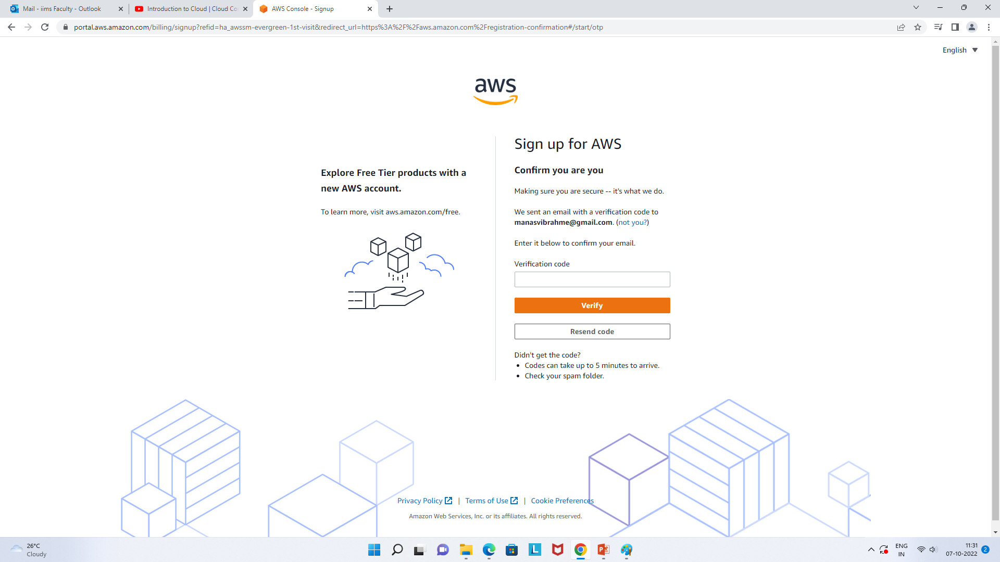 Mail - iims Faculty - Outlook
Introduction to Cloud | Cloud Co
AWS Console - Signup
portal.aws.amazon.com/billing/signup?refid=ha_awssm-evergreen-1st-visit&redirect_url=https%3A%2F%2Faws.amazon.com%2Fregistration-confirmation#/start/otp
English
aws
Explore Free Tier products with a
new AWS account.
To learn more, visit aws.amazon.com/free.
Sign up for AWS
Confirm you are you
Making sure you are secure -- it's what we do.
We sent an email with a verification code to
manasvibrahme@gmail.com. (not you?)
Enter it below to confirm your email.
Verification code
Verify
Resend code
Didn't get the code?
• Codes can take up to 5 minutes to arrive.
• Check your spam folder.
Privacy Policy | Terms of Use | Cookie Preferences
Amazon Web Services, Inc. or its affiliates. All rights reserved.
26°C
Cloudy
ENG
IN
11:31
07-10-2022
2